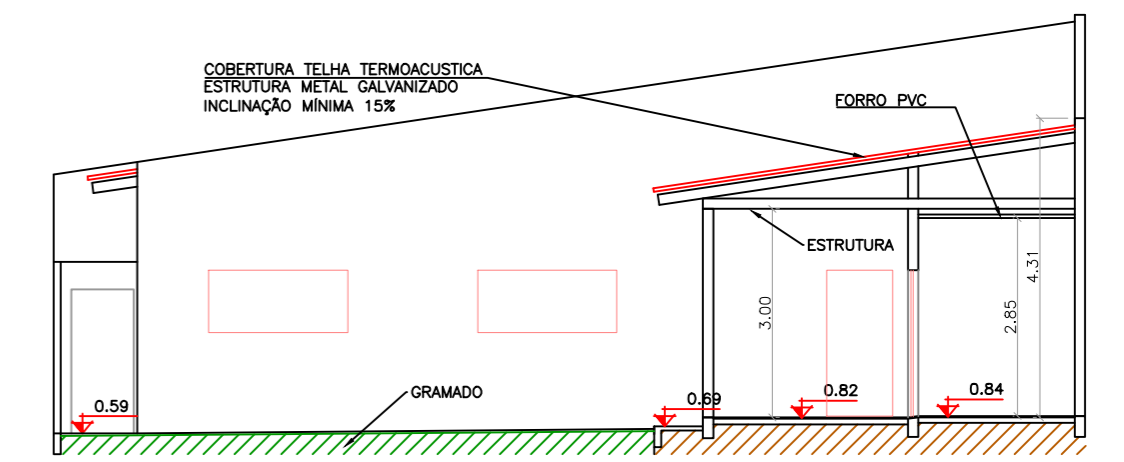 COBERTURA TELHA TERMOACUSTICA
ESTRUTURA METAL GALVANIZADO
INCLINAÇÃO MÍNIMA 15%
FORRO PVC
ESTRUTURA
4.31
3.00
2.85
GRAMADO
0.59
0.69
0.82
0.84